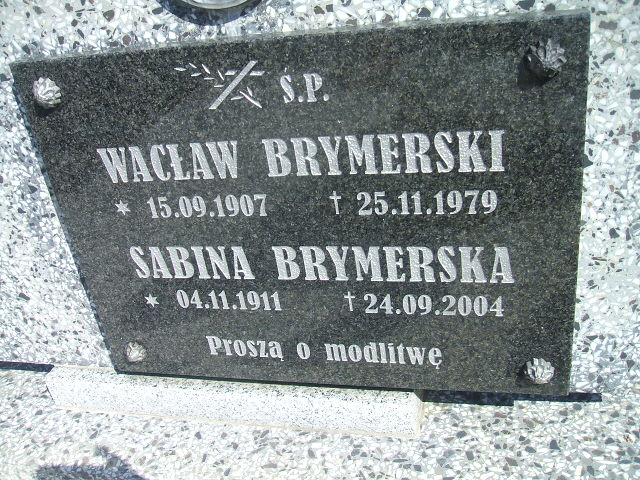 Ś.P.
WACŁAW BRYMERSKI
* 15.09.1907 † 25.11.1979
SABINA BRYMERSKA
* 04.11.1911 † 24.09.2004
Proszą o modlitwę